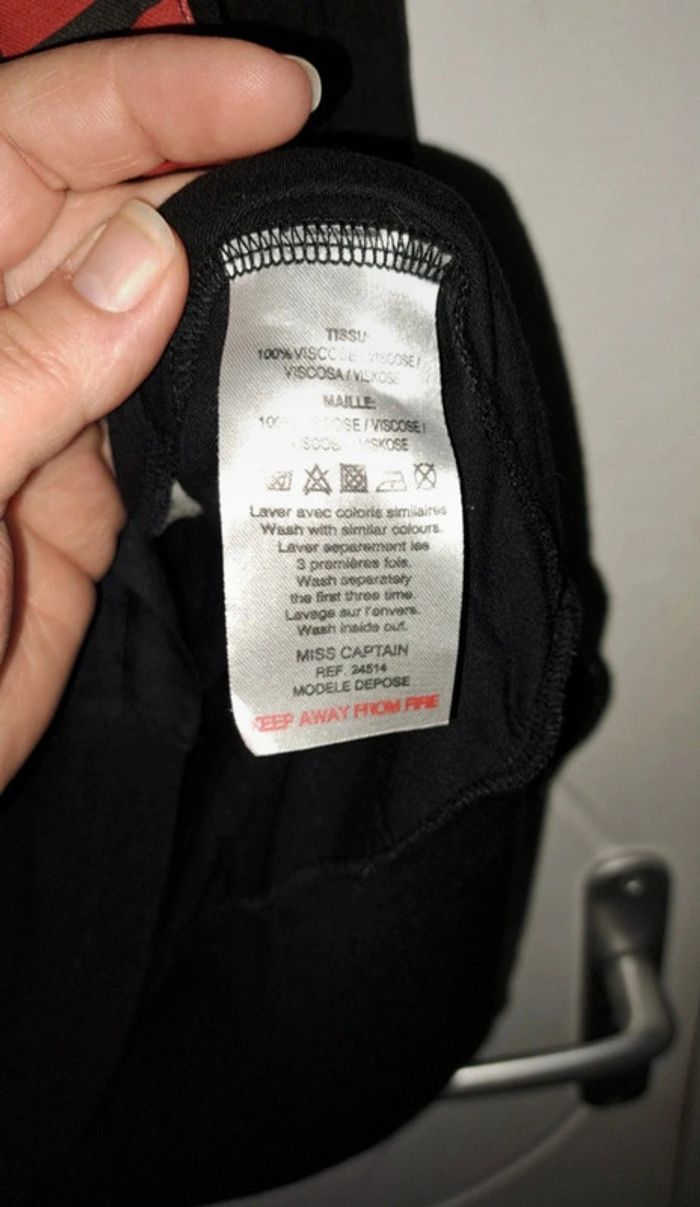 TISSU:
100% VISCOSE / VISCOSE /
VISCOSA / VISKOSE
MAILLE:
VISCOSE /
VISKOSE
Laver avec coloris similaires
Wash with similar colours.
Laver separement les
3 premières fois.
Wash separately
the first three time.
Lavage sur l'envers.
Wash inside out.
MISS CAPTAIN
REF. 24514
MODELE DEPOSE
KEEP AWAY FROM FIRE